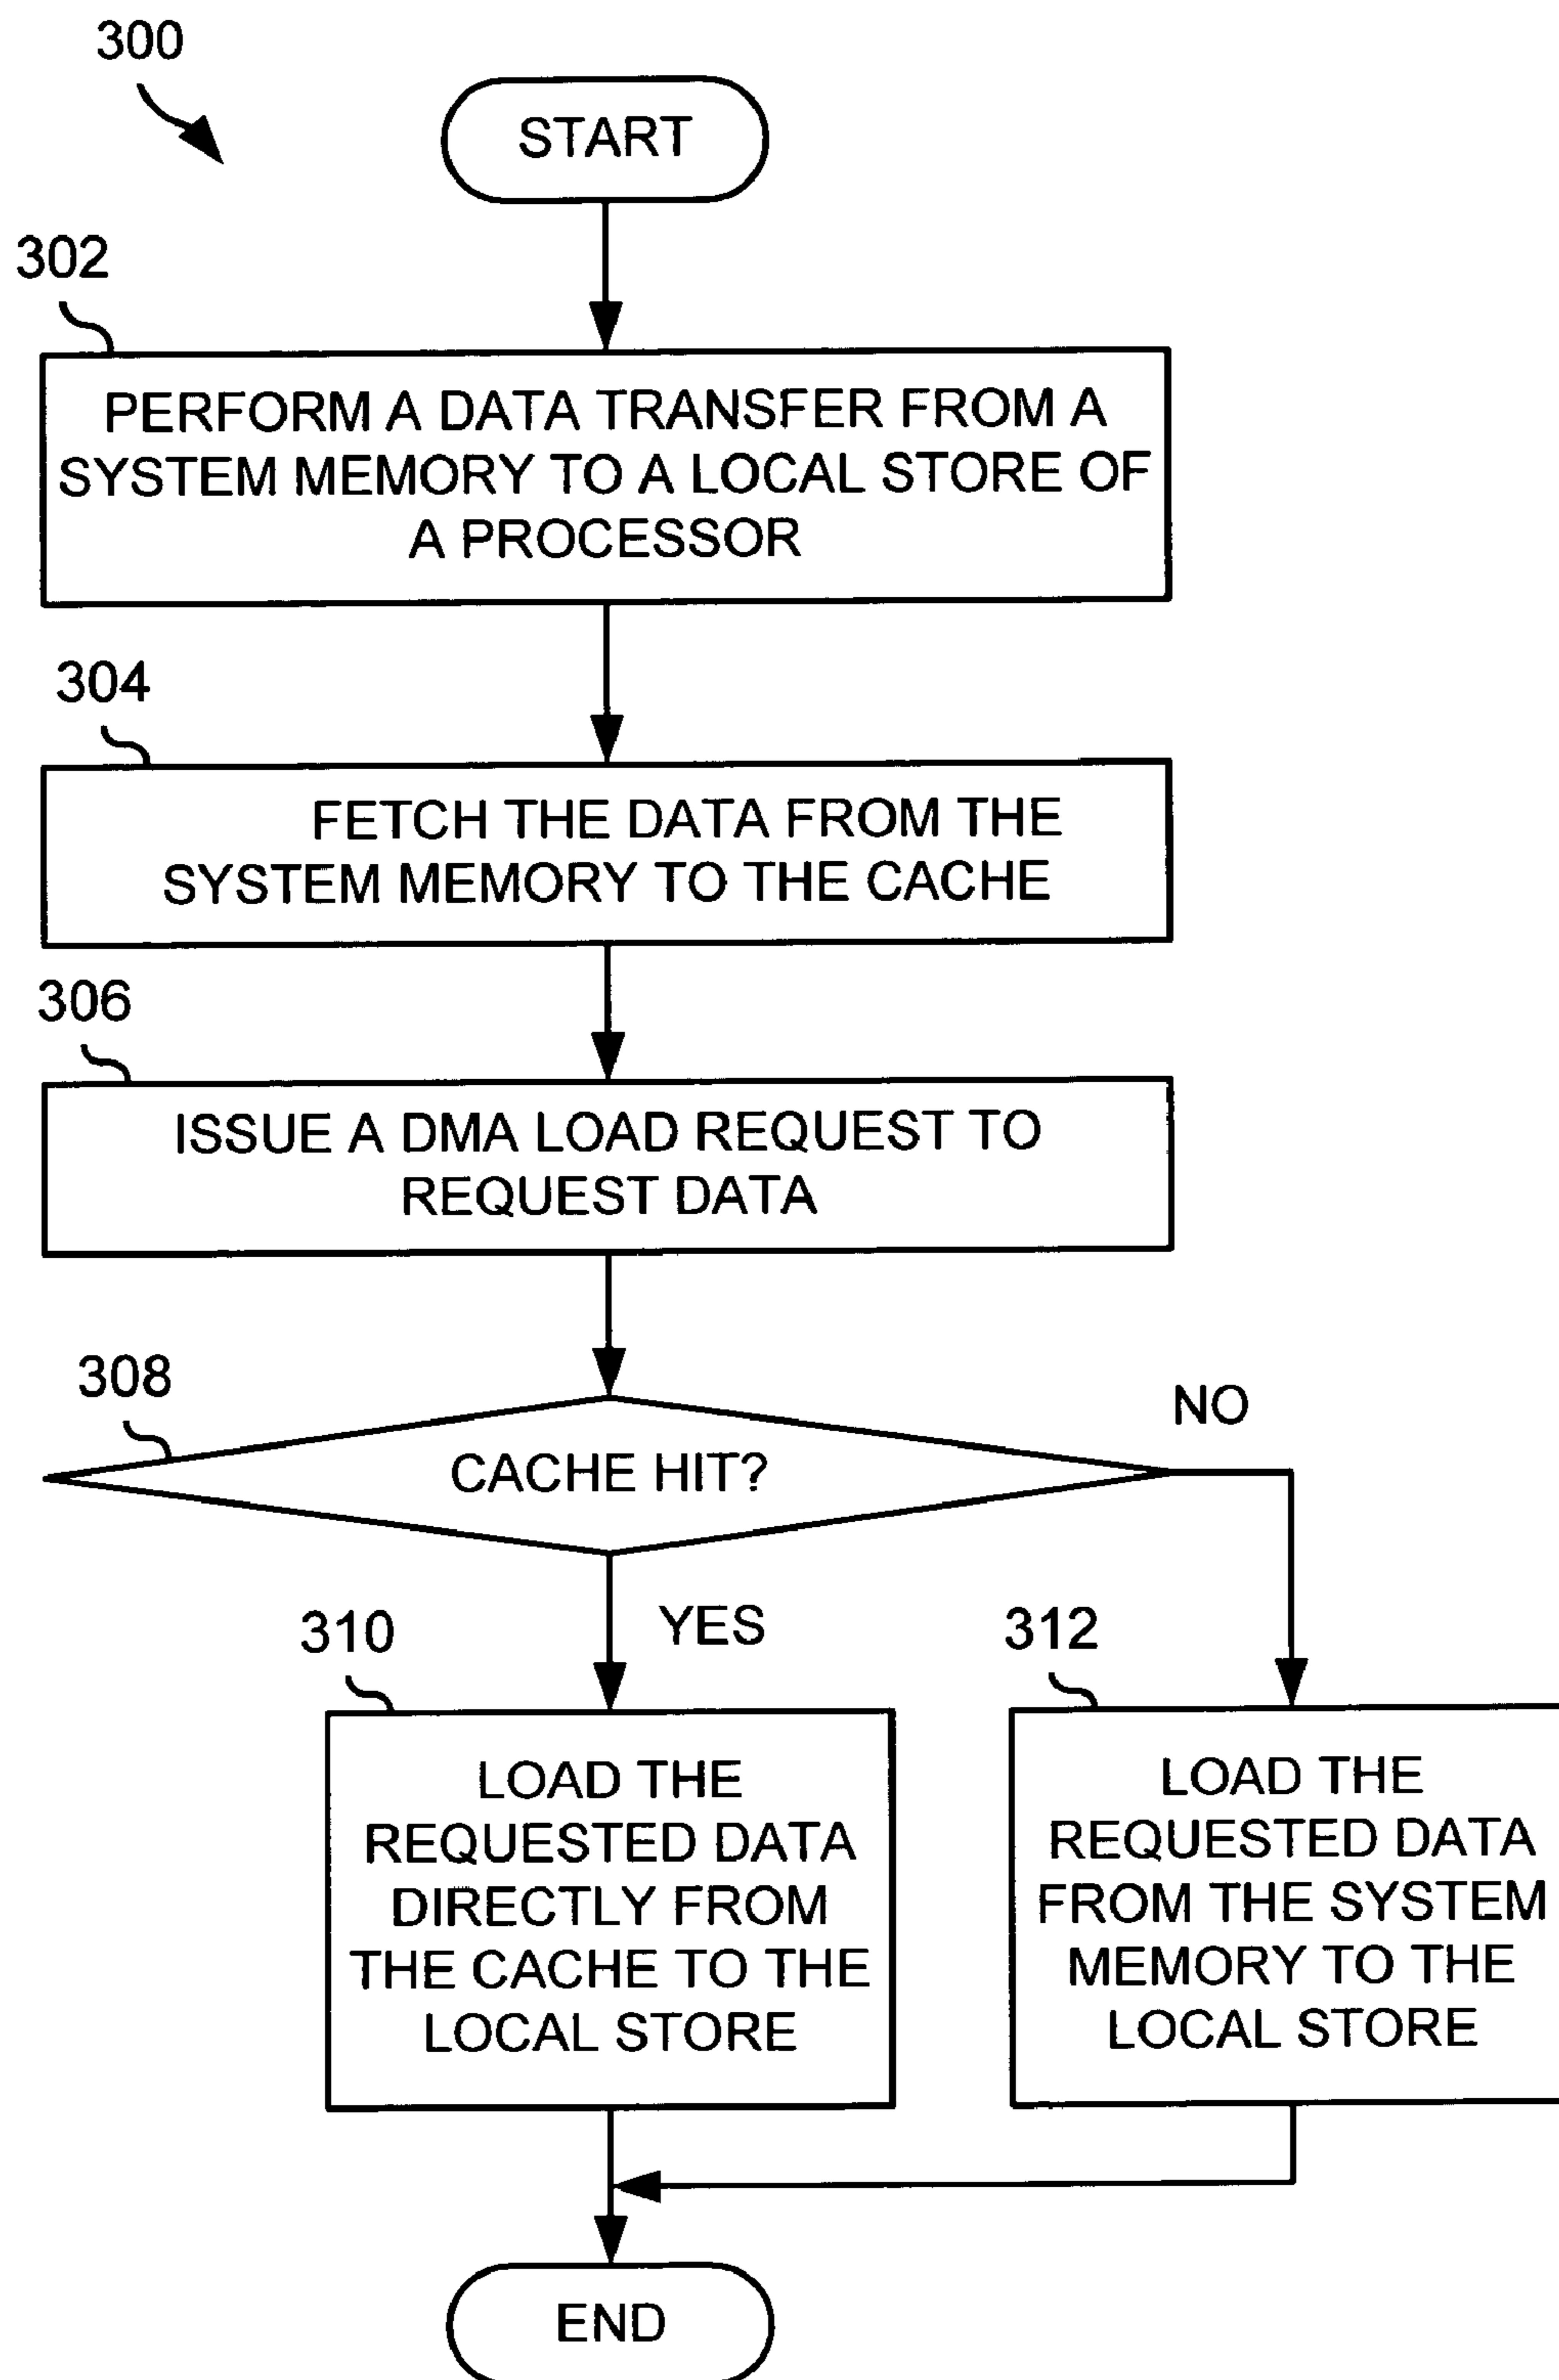 300
START
302
PERFORM A DATA TRANSFER FROM A
SYSTEM MEMORY TO A LOCAL STORE OF
A PROCESSOR
304
FETCH THE DATA FROM THE
SYSTEM MEMORY TO THE CACHE
306
ISSUE A DMA LOAD REQUEST TO
REQUEST DATA
308
CACHE HIT?
NO
YES
310
LOAD THE
REQUESTED DATA
DIRECTLY FROM
THE CACHE TO THE
LOCAL STORE
312
LOAD THE
REQUESTED DATA
FROM THE SYSTEM
MEMORY TO THE
LOCAL STORE
END